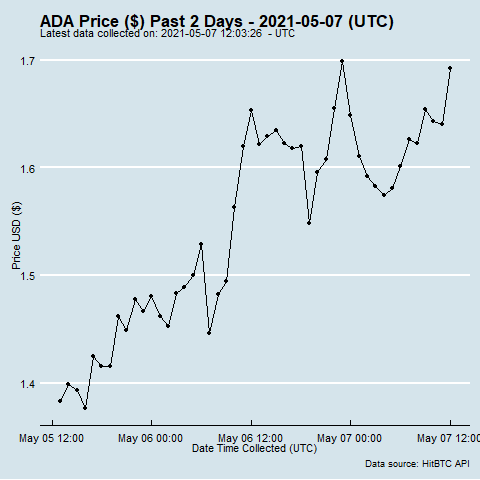 ADA Price ($) Past 2 Days - 2021-05-07 (UTC)
Latest data collected on: 2021-05-07 12:03:26 - UTC
1.7
1.6
1.5
1.4
Price USD ($)
May 05 12:00 May 06 00:00 May 06 12:00 May 07 00:00 May 07 12:00
Date Time Collected (UTC)
Data source: HitBTC API